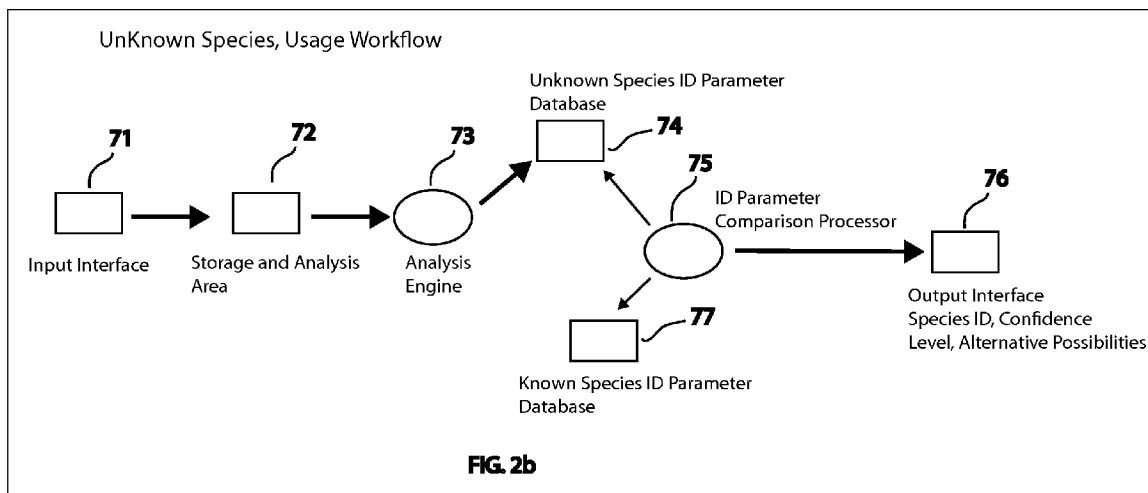 UnKnown Species, Usage Workflow
Unknown Species ID Parameter
Database
71
72
73
74
75
76
ID Parameter
Comparison Processor
Input Interface
Storage and Analysis
Area
Analysis
Engine
Output Interface
Species ID, Confidence
Level, Alternative Possibilities
77
Known Species ID Parameter
Database
FIG. 2b